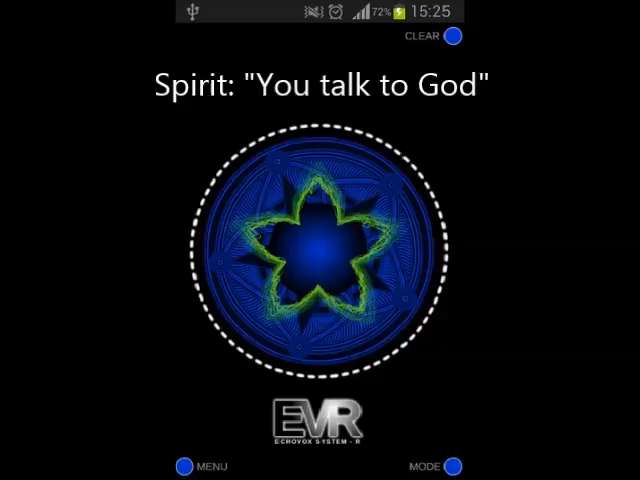 72% 15:25
CLEAR
Spirit: "You talk to God"
EVR
ECHOVOX SYSTEM - R
MENU MODE